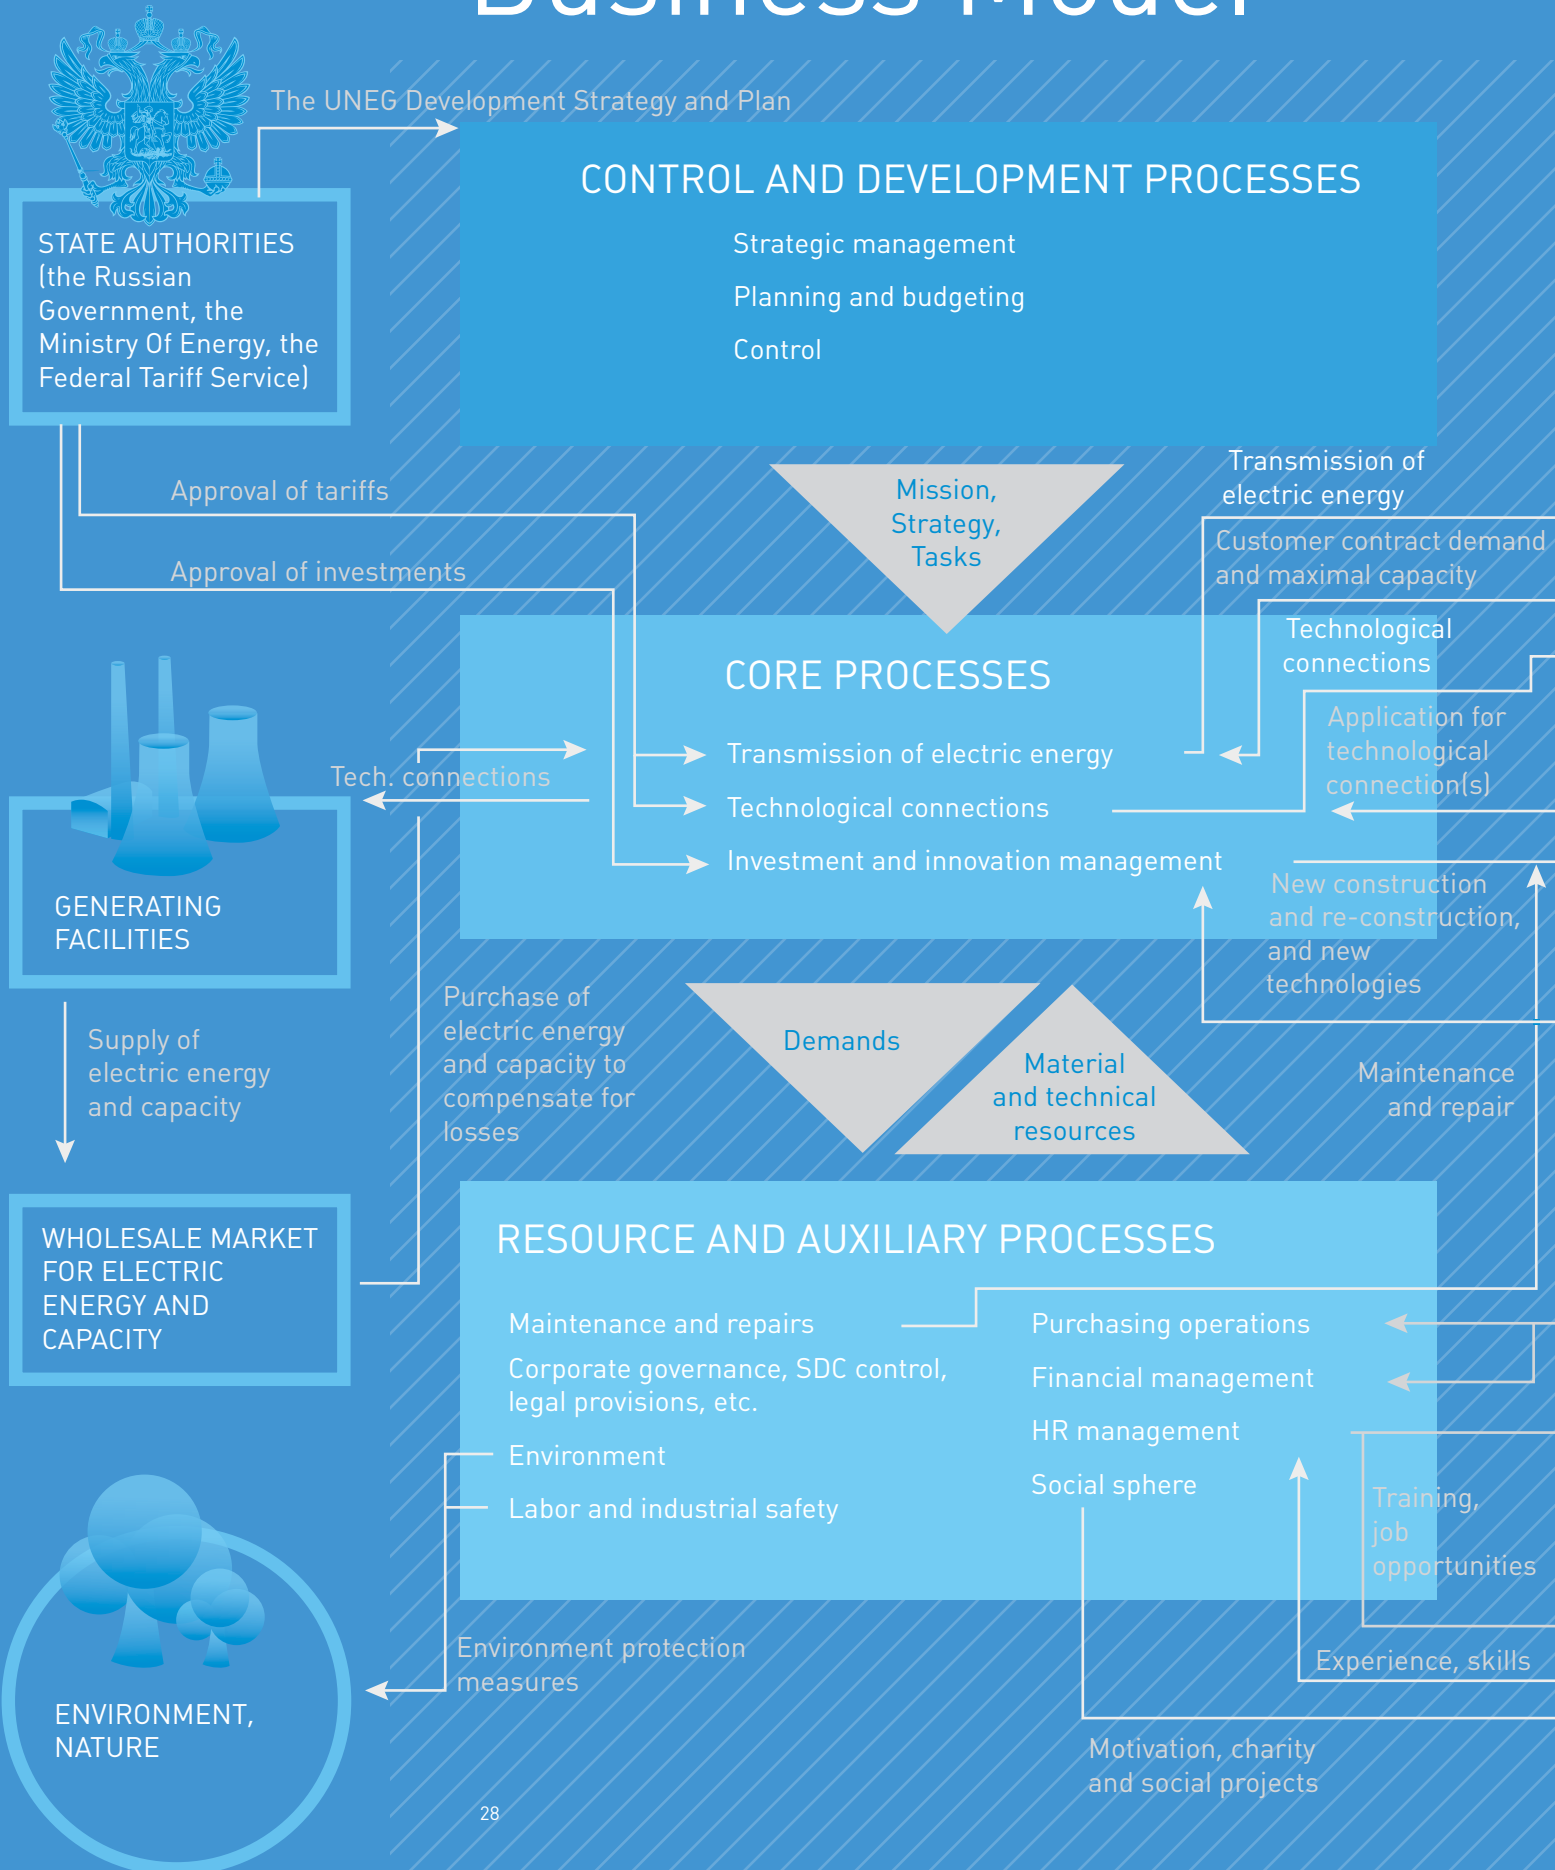 Business Model
The UNEG Development Strategy and Plan
CONTROL AND DEVELOPMENT PROCESSES
Strategic management
Planning and budgeting
Control
STATE AUTHORITIES
(the Russian
Government, the
Ministry Of Energy, the
Federal Tariff Service)
Approval of tariffs
Approval of investments
Mission,
Strategy,
Tasks
Transmission of
electric energy
Customer contract demand
and maximal capacity
Technological
connections
Application for
technological
connection(s)
CORE PROCESSES
Transmission of electric energy
Technological connections
Investment and innovation management
Tech. connections
New construction
and re-construction,
and new
technologies
GENERATING
FACILITIES
Supply of
electric energy
and capacity
Purchase of
electric energy
and capacity to
compensate for
losses
Demands
Material
and technical
resources
Maintenance
and repair
WHOLESALE MARKET
FOR ELECTRIC
ENERGY AND
CAPACITY
RESOURCE AND AUXILIARY PROCESSES
Maintenance and repairs
Corporate governance, SDC control,
legal provisions, etc.
Environment
Labor and industrial safety
Purchasing operations
Financial management
HR management
Social sphere
Training,
job
opportunities
Experience, skills
Environment protection
measures
ENVIRONMENT,
NATURE
Motivation, charity
and social projects
28